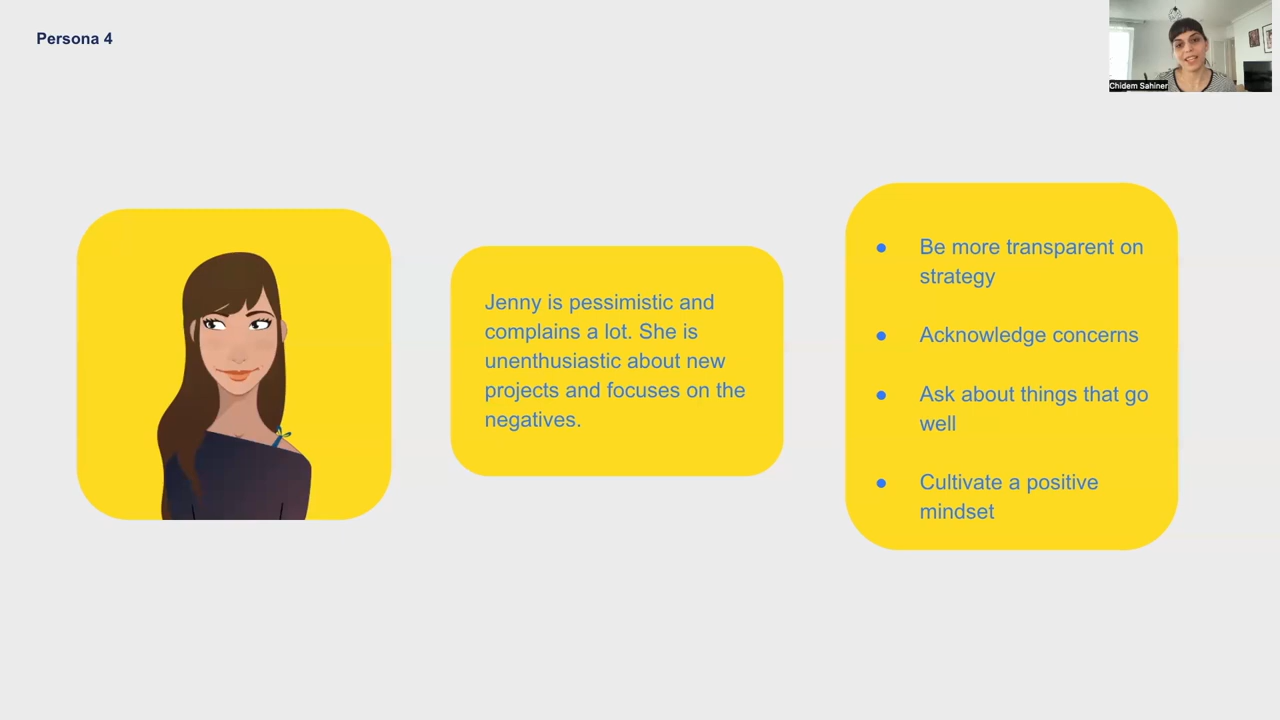 Persona 4
Chidem Sahiner
Jenny is pessimistic and
complains a lot. She is
unenthusiastic about new
projects and focuses on the
negatives.
● Be more transparent on
strategy
● Acknowledge concerns
● Ask about things that go
well
● Cultivate a positive
mindset